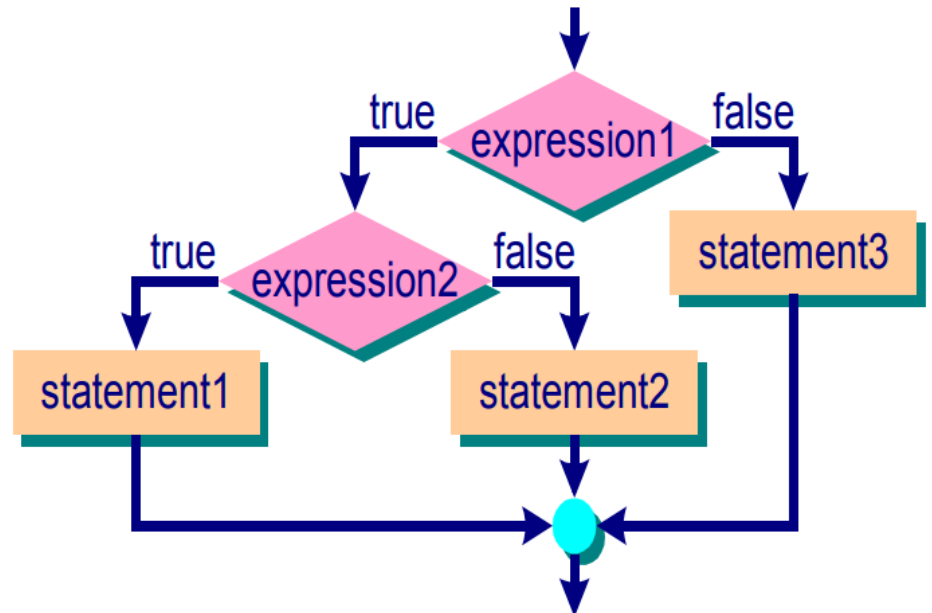 true
false
expression1
true
false
expression2
statement3
statement1
statement2